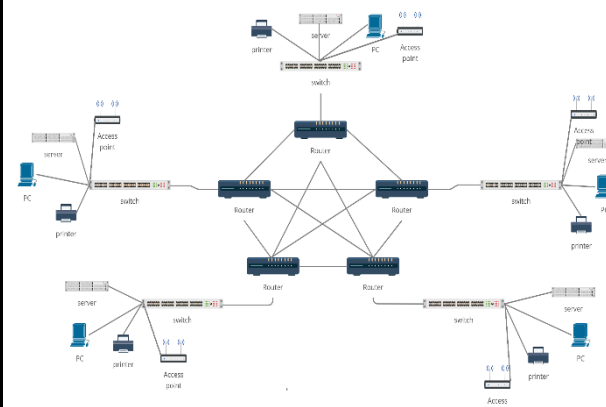 server
printer
PC
Access
point
switch
Router
Access
point
server
switch
PC
printer
Router
Router
Access
point
server
switch
PC
printer
Router
Router
server
switch
PC
printer
Access
point
server
switch
PC
printer
Access